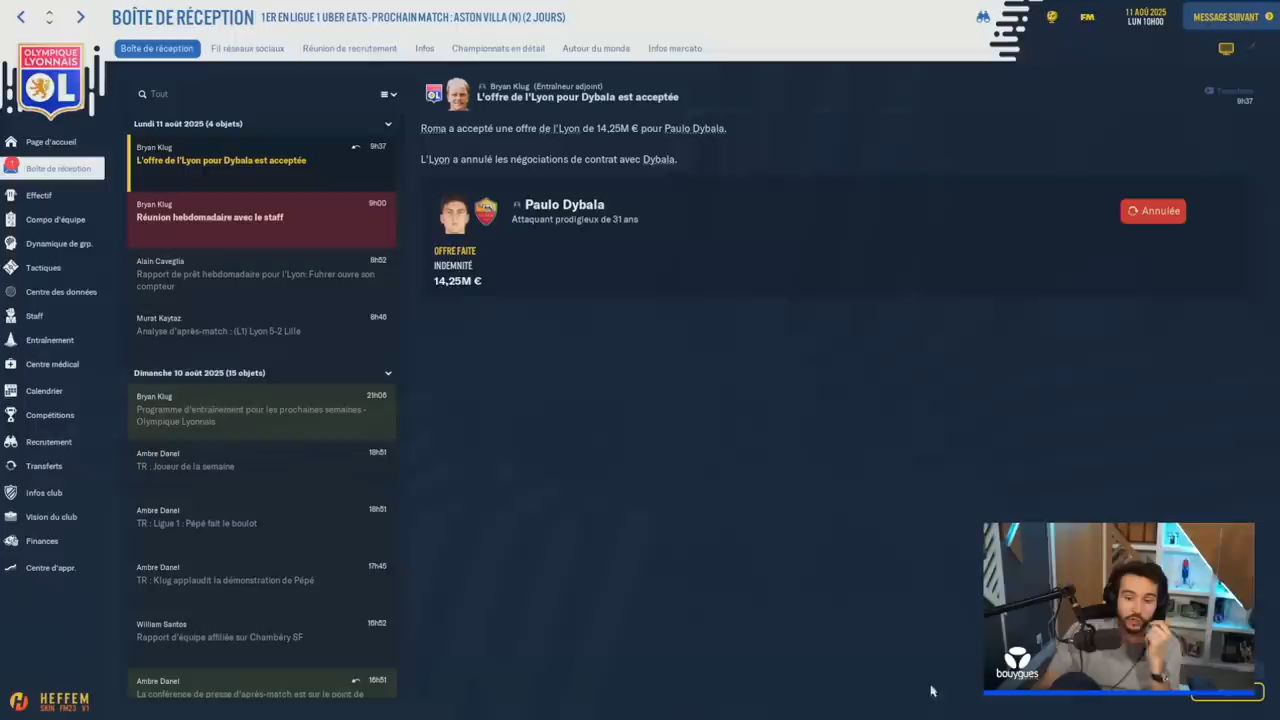 BOÎTE DE RÉCEPTION
1ER EN LIGUE 1 UBER EATS - PROCHAIN MATCH : ASTON VILLA (N) (2 JOURS)
FM
11 AOÛ 2025
LUN 10H00
MESSAGE SUIVANT
Boîte de réception
Fil réseaux sociaux
Réunion de recrutement
Infos
Championnats en détail
Autour du monde
Infos mercato
OLYMPIQUE
LYONNAIS
OL
Page d'accueil
Boîte de réception
Effectif
Compo d'équipe
Dynamique de grp.
Tactiques
Centre des données
Staff
Entraînement
Centre médical
Calendrier
Compétitions
Recrutement
Transferts
Infos club
Vision du club
Finances
Centre d'appr.
HEFFEM
SKIN FM23 V1
Tout
Lundi 11 août 2025 (4 objets)
Bryan Klug 9h37
L'offre de l'Lyon pour Dybala est acceptée
Bryan Klug 9h00
Réunion hebdomadaire avec le staff
Alain Caveglia 8h52
Rapport de prêt hebdomadaire pour l'Lyon: Fuhrer ouvre son
compteur
Murat Kaytaz 8h46
Analyse d'après-match : (L1) Lyon 5-2 Lille
Dimanche 10 août 2025 (15 objets)
Bryan Klug 21h06
Programme d'entraînement pour les prochaines semaines -
Olympique Lyonnais
Ambre Danel 18h51
TR : Joueur de la semaine
Ambre Danel 18h51
TR : Ligue 1 : Pépé fait le boulot
Ambre Danel 17h45
TR : Klug applaudit la démonstration de Pépé
William Santos 16h52
Rapport d'équipe affiliée sur Chambéry SF
Ambre Danel 16h51
La conférence de presse d'après-match est sur le point de
Bryan Klug (Entraîneur adjoint)
L'offre de l'Lyon pour Dybala est acceptée
9h37
Roma a accepté une offre de l'Lyon de 14,25M € pour Paulo Dybala.
L'Lyon a annulé les négociations de contrat avec Dybala.
Paulo Dybala
Attaquant prodigieux de 31 ans
Annulée
OFFRE FAITE
INDEMNITÉ
14,25M €
bouygues